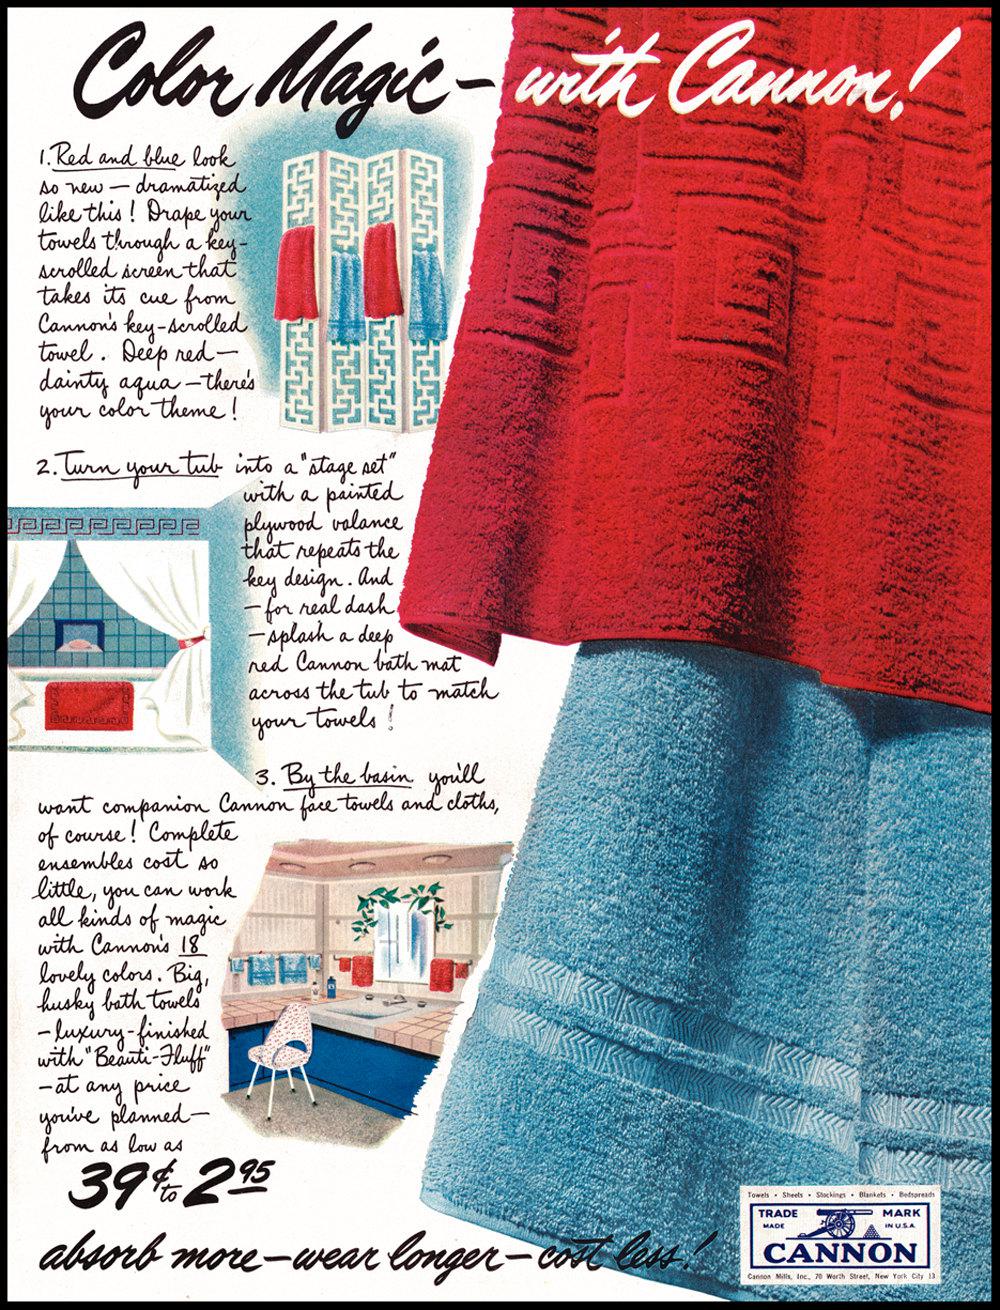 Color Magic – with Cannon!
1. Red and blue look
so new – dramatized
like this! Drape your
towels through a key-
scrolled screen that
takes its cue from
Cannon's key-scrolled
towel. Deep red –
dainty aqua – there's
your color theme!
2. Turn your tub into a "stage set"
with a painted
plywood valance
that repeats the
key design. And
– for real dash
– splash a deep
red Cannon bath mat
across the tub to match
your towels!
3. By the basin you'll
want companion Cannon face towels and cloths,
of course! Complete
ensembles cost so
little, you can work
all kinds of magic
with Cannon's 18
lovely colors. Big,
husky bath towels
– luxury-finished
with "Beauti-Fluff"
– at any price
you've planned –
from as low as
39¢ to 2 95
absorb more – wear longer – cost less!
Towels • Sheets • Stockings • Blankets • Bedspreads
TRADE MARK
MADE IN U.S.A.
CANNON
Cannon Mills, Inc., 70 Worth Street, New York City 13